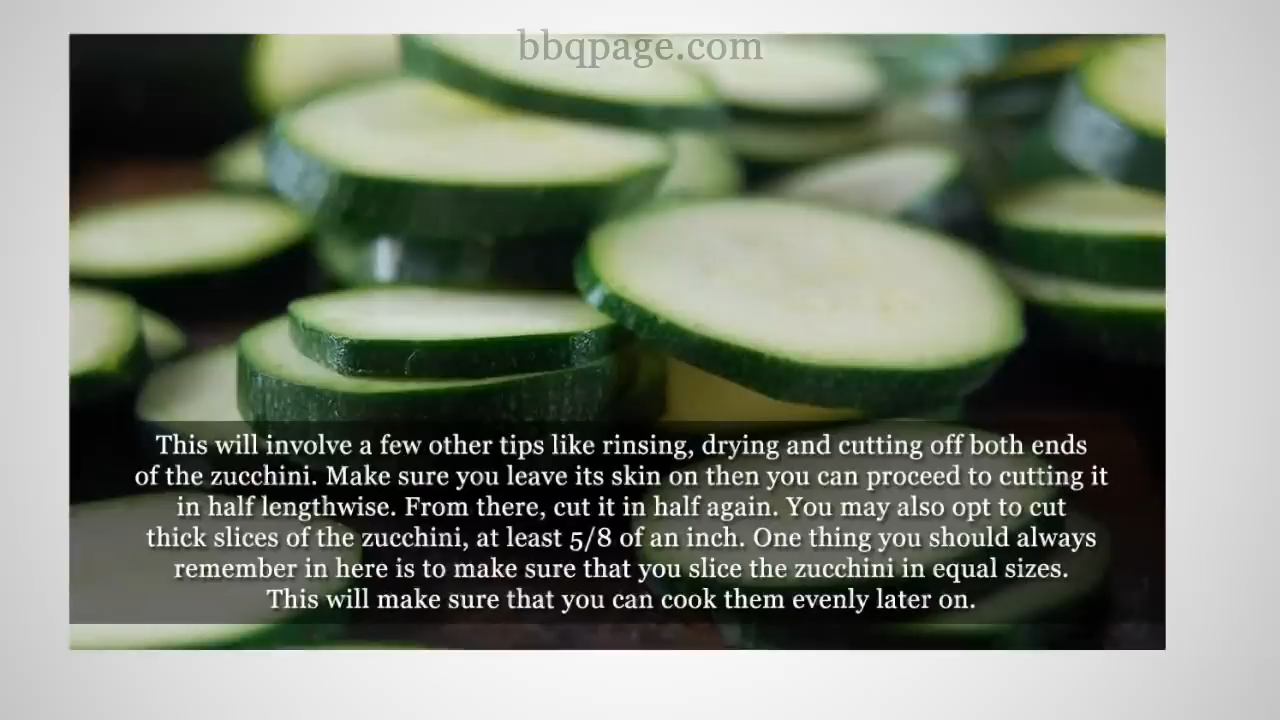 bbqpage.com
This will involve a few other tips like rinsing, drying and cutting off both ends
of the zucchini. Make sure you leave its skin on then you can proceed to cutting it
in half lengthwise. From there, cut it in half again. You may also opt to cut
thick slices of the zucchini, at least 5/8 of an inch. One thing you should always
remember in here is to make sure that you slice the zucchini in equal sizes.
This will make sure that you can cook them evenly later on.